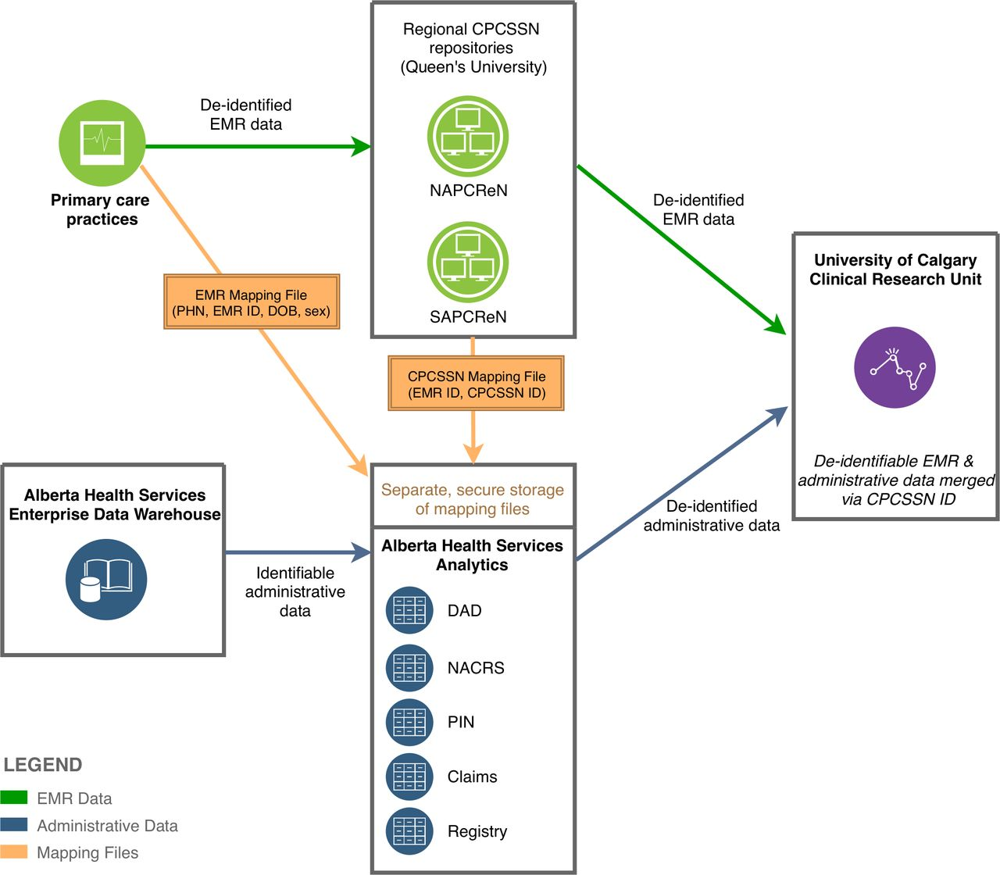 Regional CPCSSN
repositories
(Queen's University)
NAPCReN
SAPCReN
De-identified
EMR data
Primary care
practices
De-identified
EMR data
EMR Mapping File
(PHN, EMR ID, DOB, sex)
CPCSSN Mapping File
(EMR ID, CPCSSN ID)
University of Calgary
Clinical Research Unit
De-identifiable EMR &
administrative data merged
via CPCSSN ID
Alberta Health Services
Enterprise Data Warehouse
Identifiable
administrative
data
Separate, secure storage
of mapping files
Alberta Health Services
Analytics
DAD
NACRS
PIN
Claims
Registry
De-identified
administrative data
LEGEND
EMR Data
Administrative Data
Mapping Files